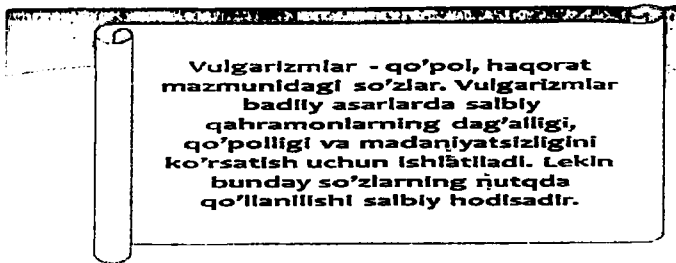 Vulgarizmlar - qo'pol, haqorat
mazmunidagi so'zlar. Vulgarizmlar
badiiy asarlarda salbiy
qahramonlarning dag'alligi,
qo'polligi va madaniyatsizligini
ko'rsatish uchun ishlatiladi. Lekin
bunday so'zlarning nutqda
qo'llanilishi salbiy hodisadir.